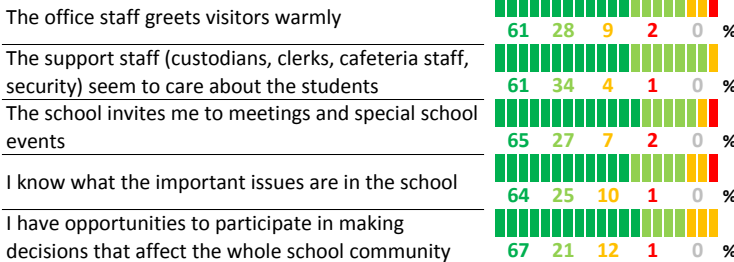 The office staff greets visitors warmly
61 28 9 2 0 %
The support staff (custodians, clerks, cafeteria staff,
security) seem to care about the students
61 34 4 1 0 %
The school invites me to meetings and special school
events
65 27 7 2 0 %
I know what the important issues are in the school
64 25 10 1 0 %
I have opportunities to participate in making
decisions that affect the whole school community
67 21 12 1 0 %